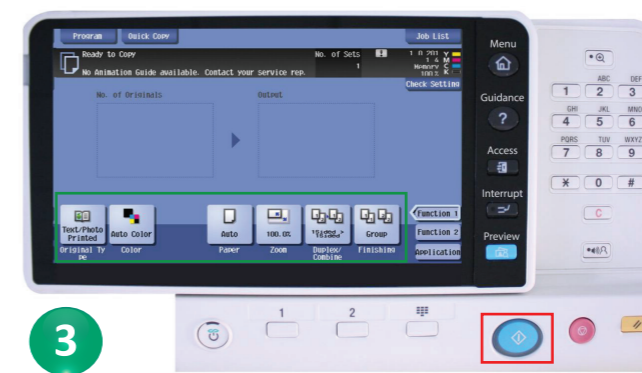 Program Quick Copy Job List
Ready to Copy No. of Sets
1
No Animation Guide available. Contact your service rep.
Y
M
Memory C
100% K
Check Setting
No. of Originals Output
Text/Photo Printed
Auto Color
Auto
100.0%
1Sided > 1Sided
Group
Original Type
Color
Paper
Zoom
Duplex/Combine
Finishing
Function 1
Function 2
Application
Menu
Guidance
?
Access
Interrupt
Preview
ABC DEF
1 2 3
GHI JKL MNO
4 5 6
PQRS TUV WXYZ
7 8 9
* 0 #
C
1 2
3